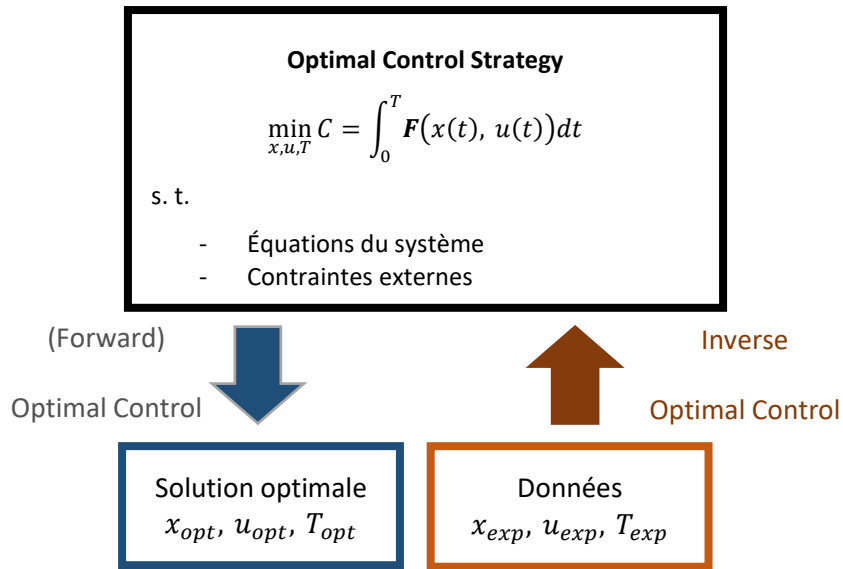 Optimal Control Strategy
min C = ∫₀ᵀ F(x(t), u(t))dt
x,u,T
s. t.
- Équations du système
- Contraintes externes
(Forward)
Optimal Control
Inverse
Optimal Control
Solution optimale
x_opt, u_opt, T_opt
Données
x_exp, u_exp, T_exp